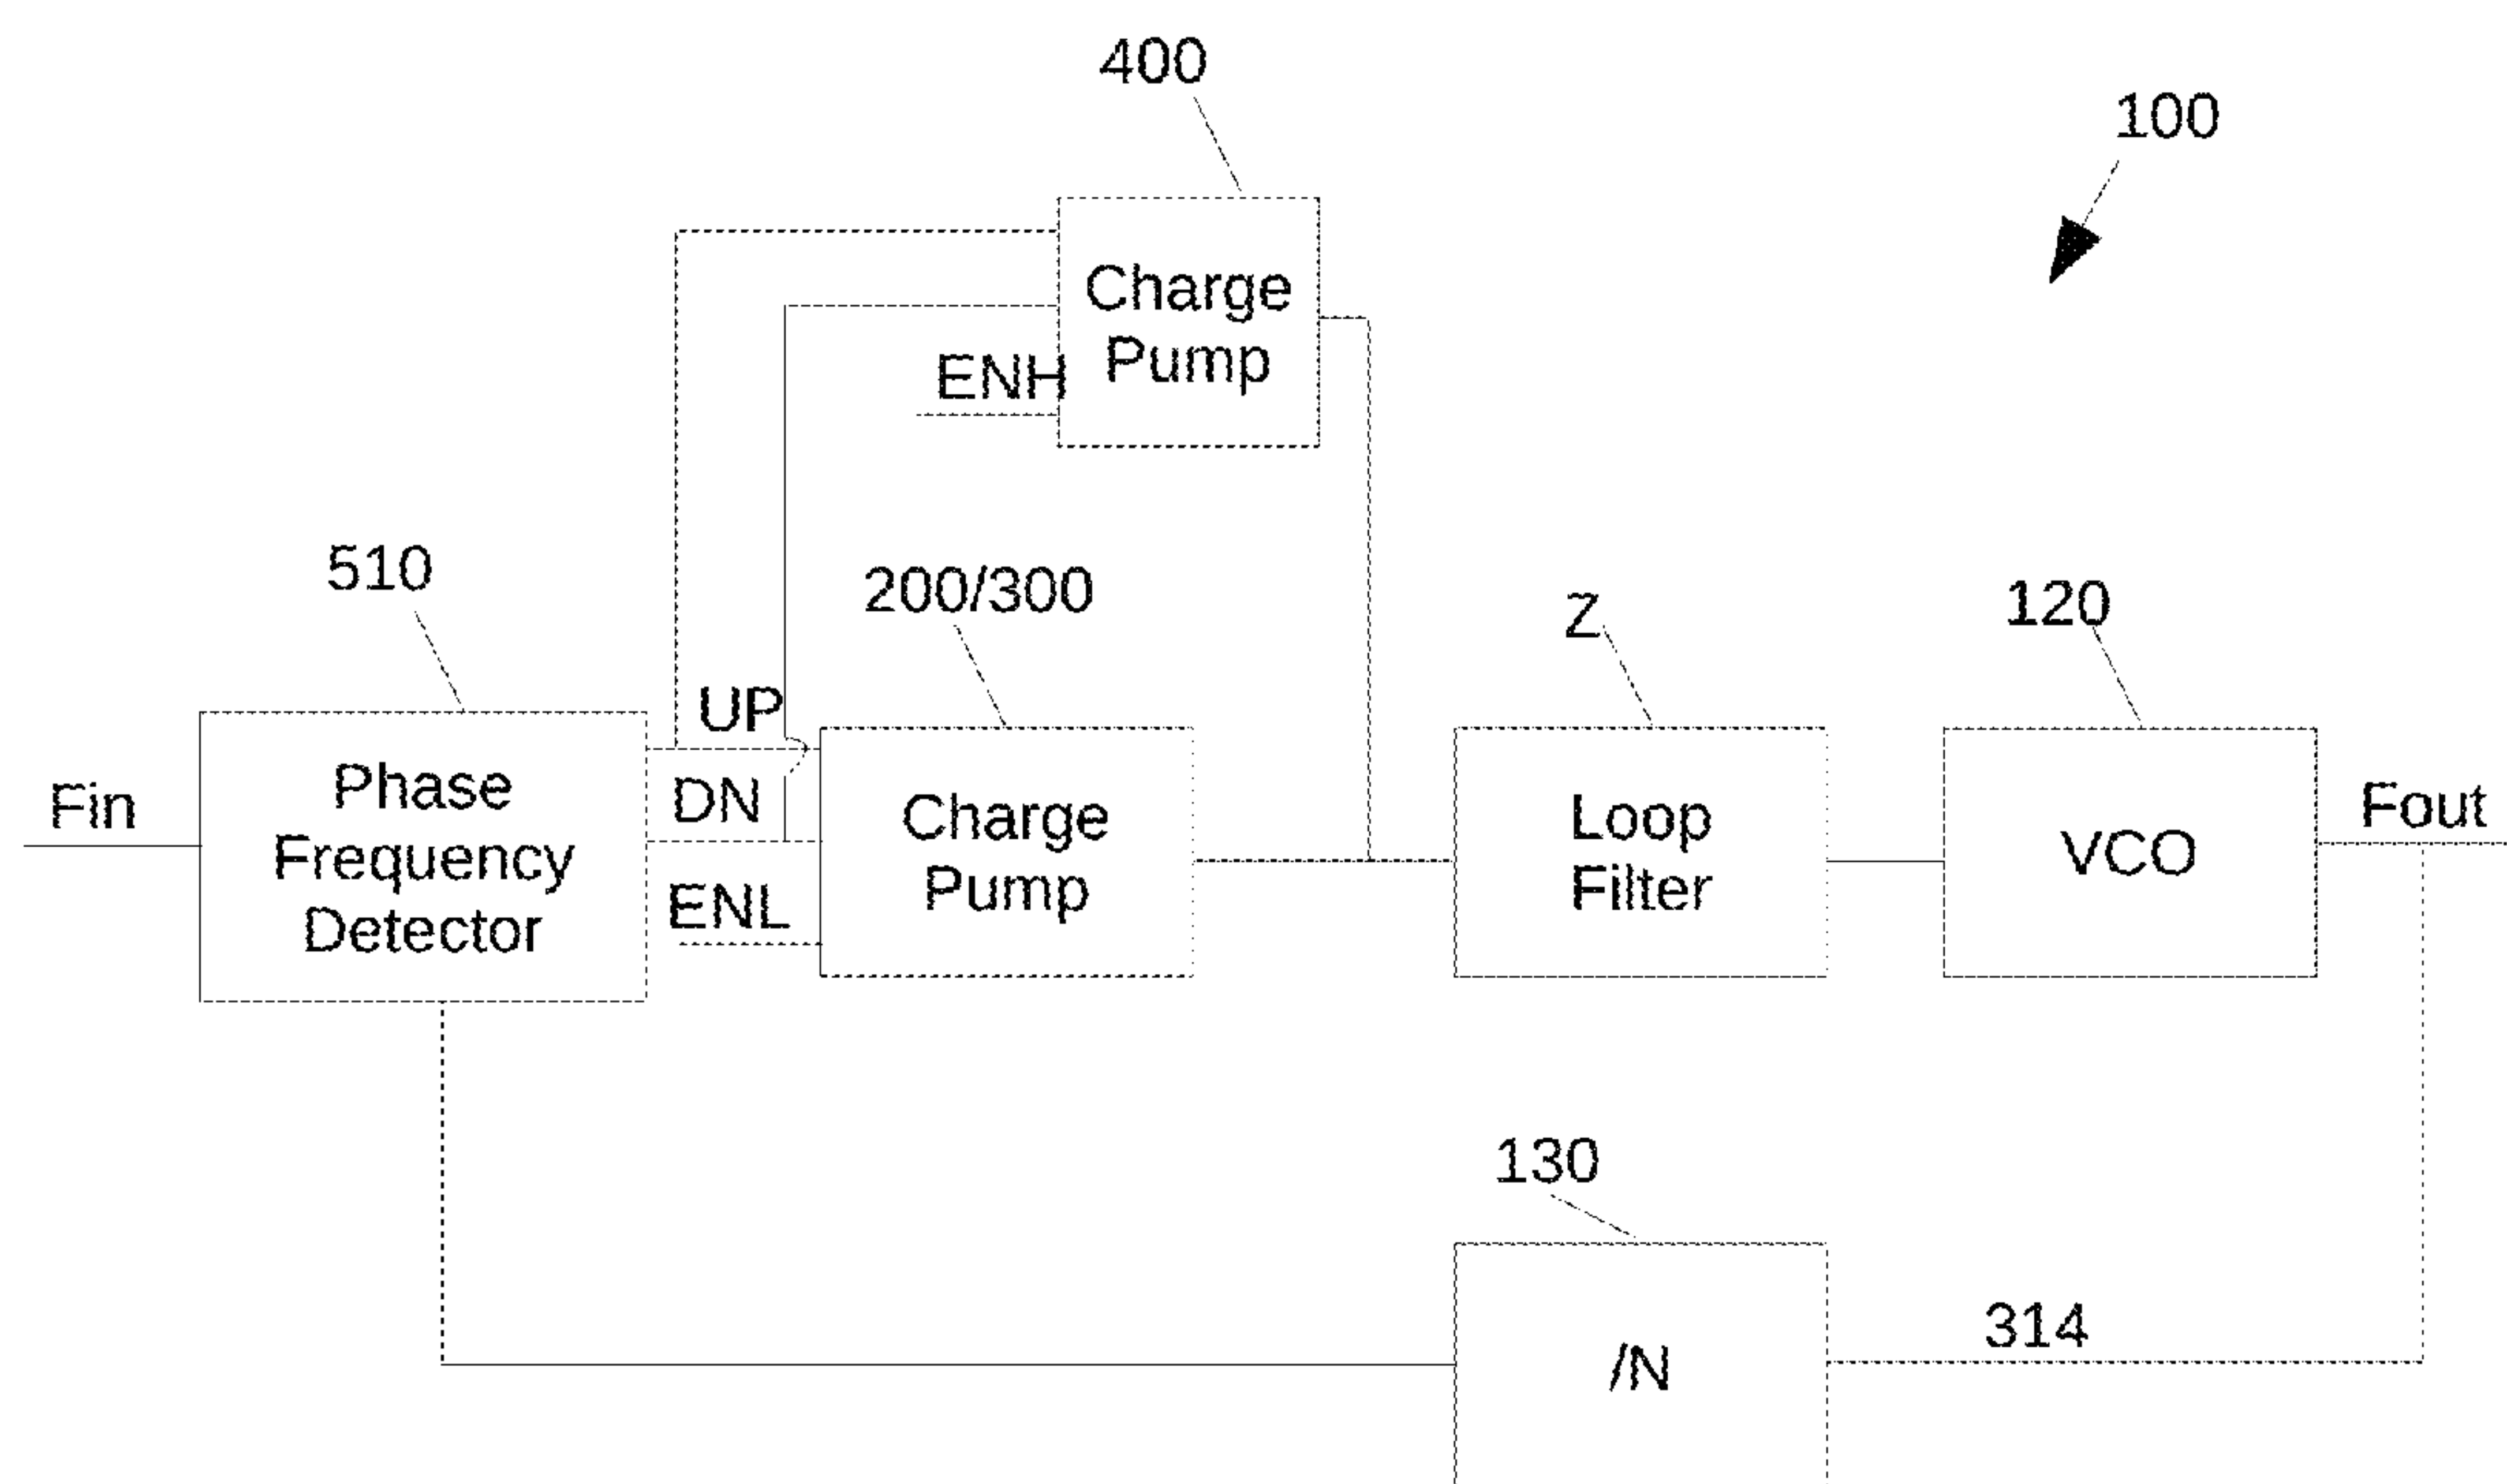 400
100
Charge
Pump
ENH
510
200/300
Z
120
UP
Fin
Phase
Frequency
Detector
DN
ENL
Charge
Pump
Loop
Filter
VCO
Fout
130
/N
314